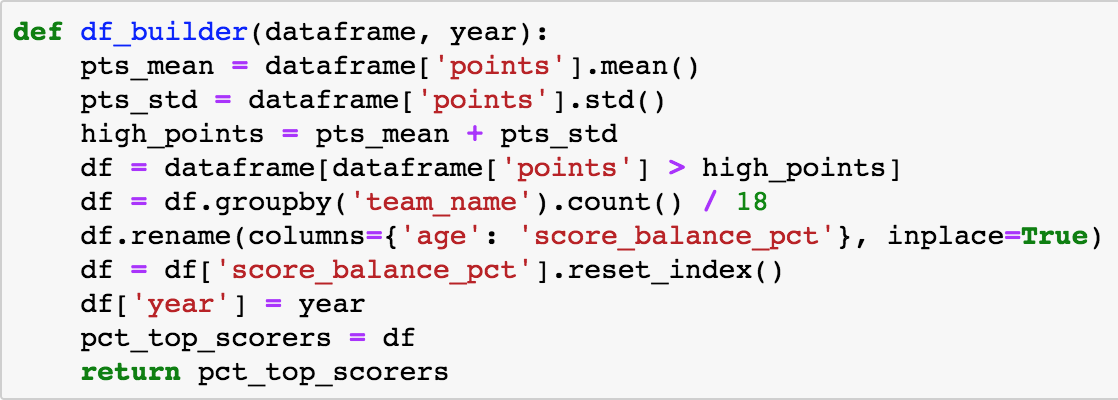 def df_builder(dataframe, year):
    pts_mean = dataframe['points'].mean()
    pts_std = dataframe['points'].std()
    high_points = pts_mean + pts_std
    df = dataframe[dataframe['points'] > high_points]
    df = df.groupby('team_name').count() / 18
    df.rename(columns={'age': 'score_balance_pct'}, inplace=True)
    df = df['score_balance_pct'].reset_index()
    df['year'] = year
    pct_top_scorers = df
    return pct_top_scorers